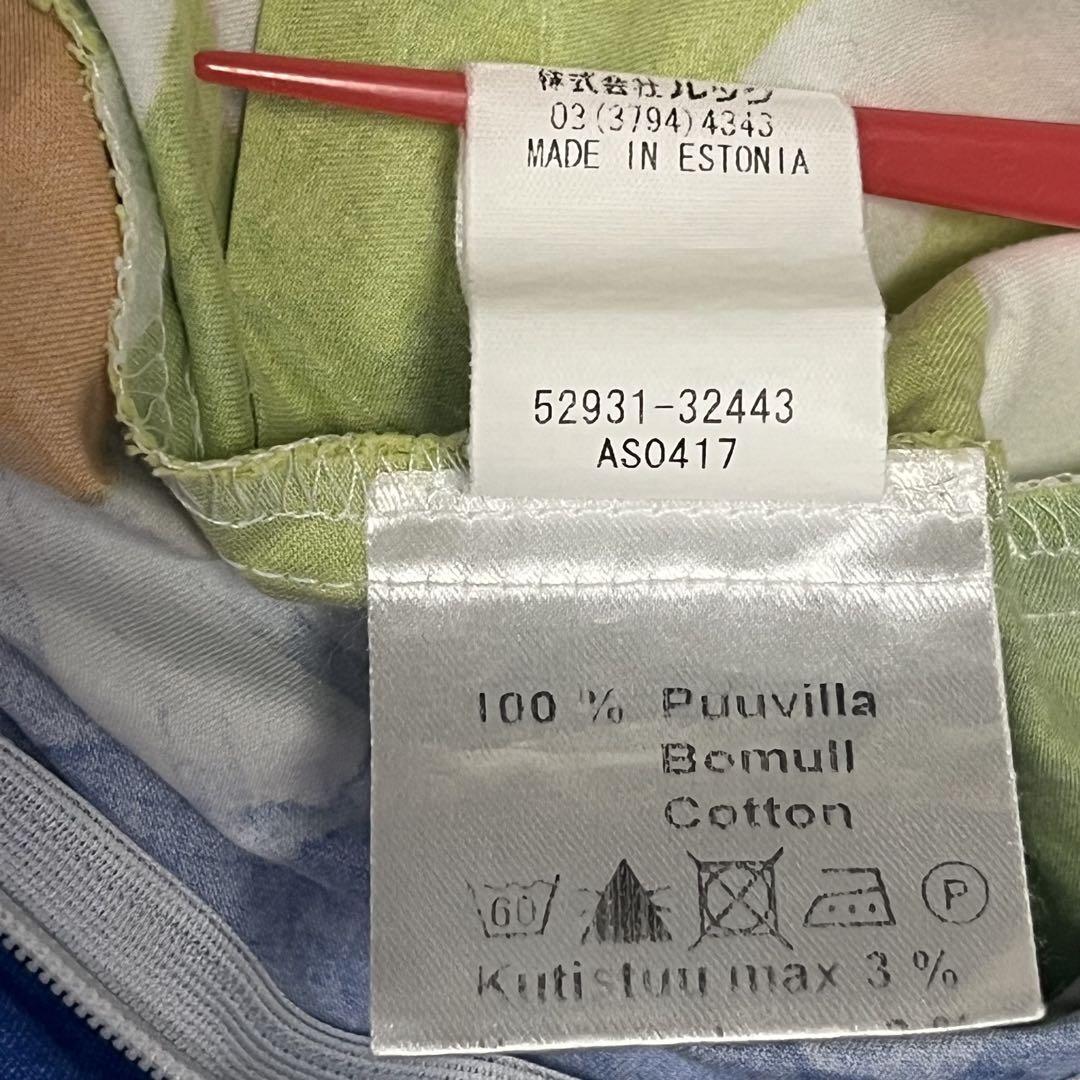 株式会社ルック
03(3794)4343
MADE IN ESTONIA
52931-32443
AS0417
100 % Puuvilla
Bomull
Cotton
60
P
Kutistuu max 3 %